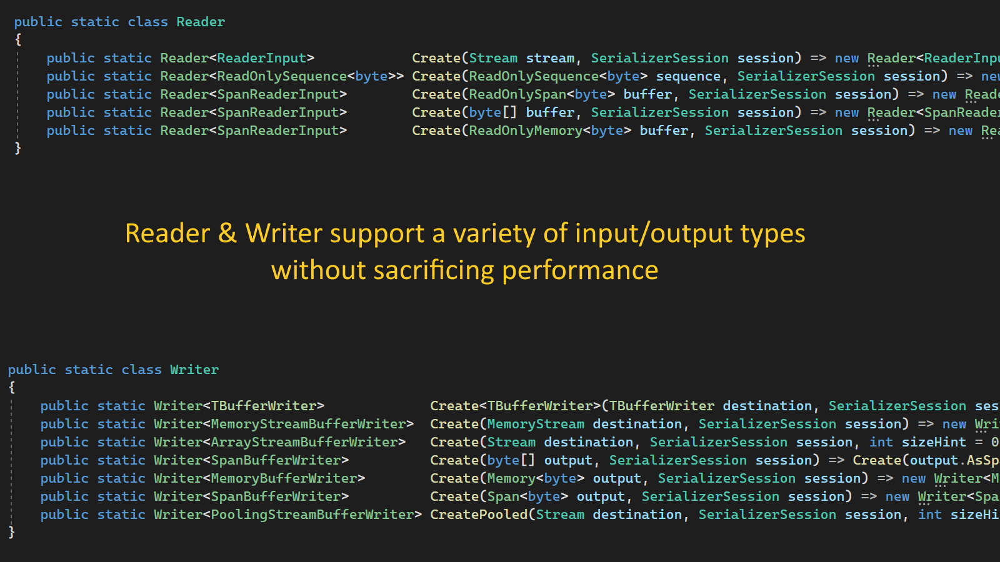 public static class Reader
{
public static Reader<ReaderInput> Create(Stream stream, SerializerSession session) => new Reader<ReaderInpu
public static Reader<ReadOnlySequence<byte>> Create(ReadOnlySequence<byte> sequence, SerializerSession session) => new
public static Reader<SpanReaderInput> Create(ReadOnlySpan<byte> buffer, SerializerSession session) => new Reade
public static Reader<SpanReaderInput> Create(byte[] buffer, SerializerSession session) => new Reader<SpanReader
public static Reader<SpanReaderInput> Create(ReadOnlyMemory<byte> buffer, SerializerSession session) => new Rea
}
Reader & Writer support a variety of input/output types
without sacrificing performance
public static class Writer
{
public static Writer<TBufferWriter> Create<TBufferWriter>(TBufferWriter destination, SerializerSession ses
public static Writer<MemoryStreamBufferWriter> Create(MemoryStream destination, SerializerSession session) => new Wri
public static Writer<ArrayStreamBufferWriter> Create(Stream destination, SerializerSession session, int sizeHint = 0
public static Writer<SpanBufferWriter> Create(byte[] output, SerializerSession session) => Create(output.AsSp
public static Writer<MemoryBufferWriter> Create(Memory<byte> output, SerializerSession session) => new Writer<M
public static Writer<SpanBufferWriter> Create(Span<byte> output, SerializerSession session) => new Writer<Spa
public static Writer<PoolingStreamBufferWriter> CreatePooled(Stream destination, SerializerSession session, int sizeHi
}